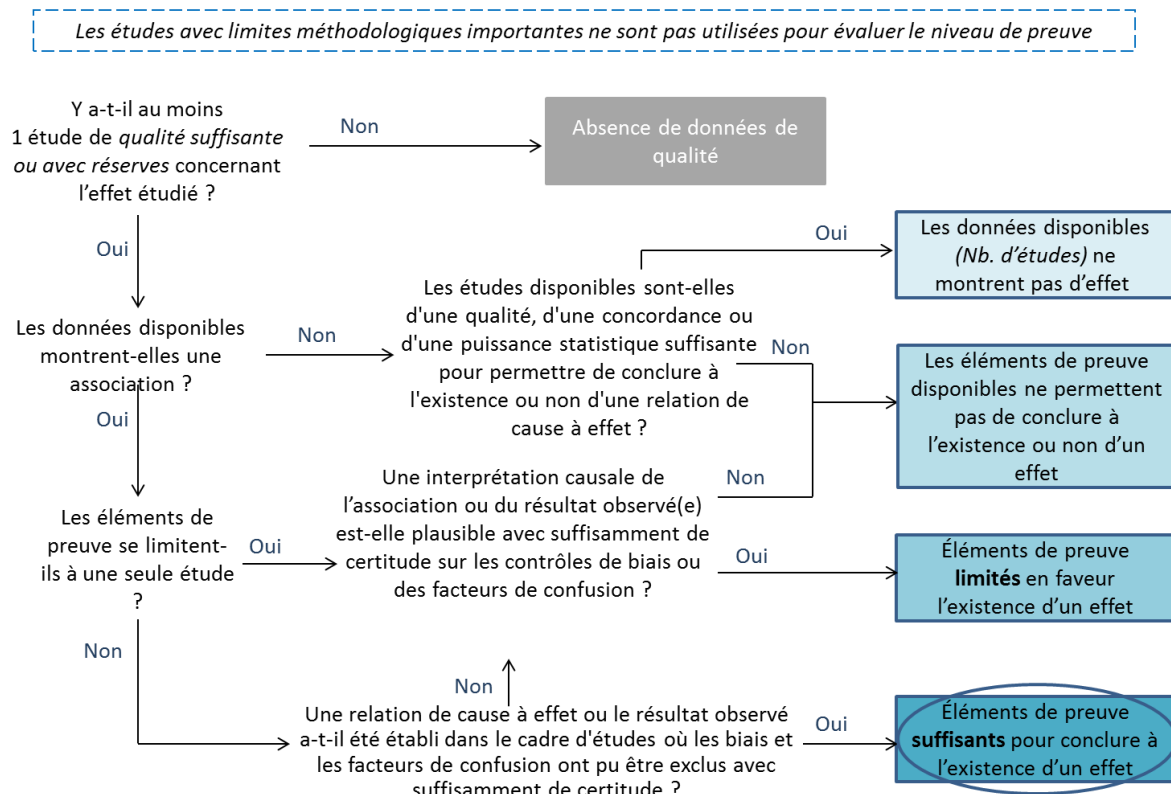 Les études avec limites méthodologiques importantes ne sont pas utilisées pour évaluer le niveau de preuve
Y a-t-il au moins
1 étude de qualité suffisante
ou avec réserves concernant
l’effet étudié ?
Non
Absence de données de
qualité
Oui
Oui
Les données disponibles
(Nb. d’études) ne
montrent pas d’effet
Les données disponibles
montrent-elles une
association ?
Non
Les études disponibles sont-elles
d'une qualité, d'une concordance ou
d'une puissance statistique suffisante
pour permettre de conclure à
l'existence ou non d'une relation de
cause à effet ?
Non
Les éléments de preuve
disponibles ne permettent
pas de conclure à
l’existence ou non d’un
effet
Oui
Les éléments de
preuve se limitent-
ils à une seule étude
?
Oui
Une interprétation causale de
l’association ou du résultat observé(e)
est-elle plausible avec suffisamment de
certitude sur les contrôles de biais ou
des facteurs de confusion ?
Non
Oui
Éléments de preuve
limités en faveur
l’existence d’un effet
Non
Non
Une relation de cause à effet ou le résultat observé
a-t-il été établi dans le cadre d'études où les biais et
les facteurs de confusion ont pu être exclus avec
suffisamment de certitude ?
Oui
Éléments de preuve
suffisants pour conclure à
l’existence d’un effet